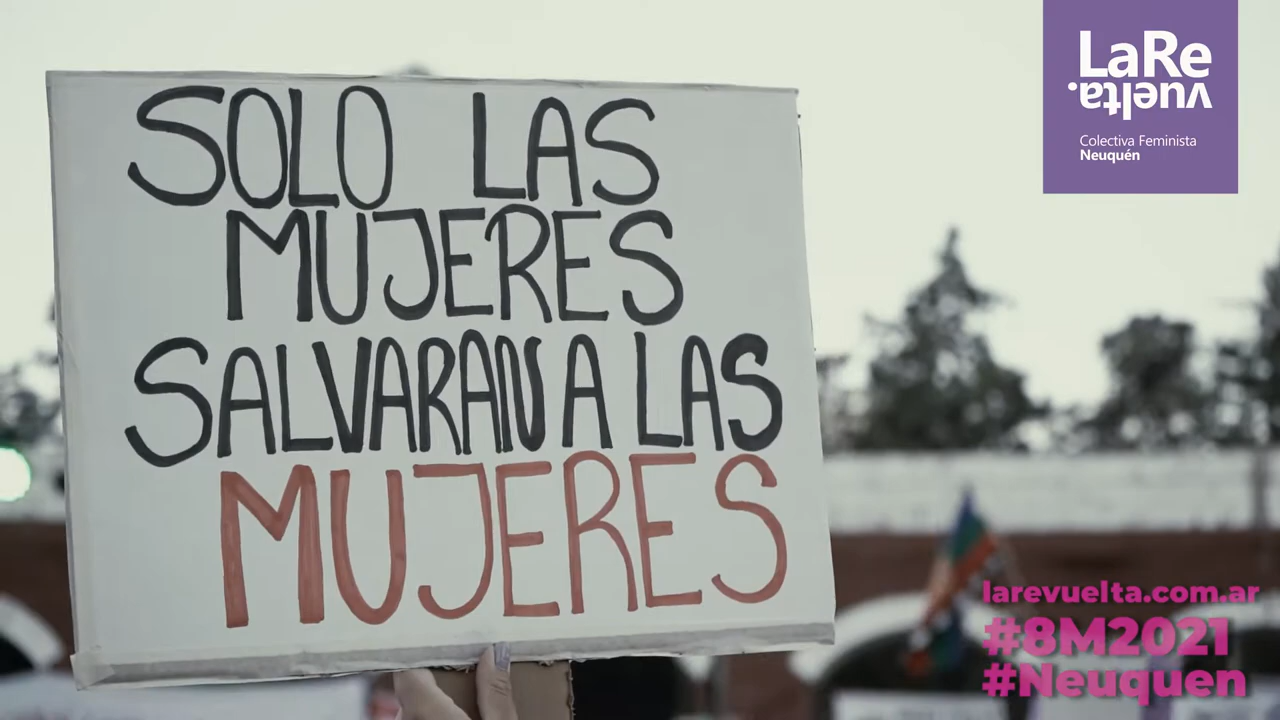 SOLO LAS
MUJERES
SALVARAN A LAS
MUJERES
LaRe
vuelta.
Colectiva Feminista
Neuquén
larevuelta.com.ar
#8M2021
#Neuquen